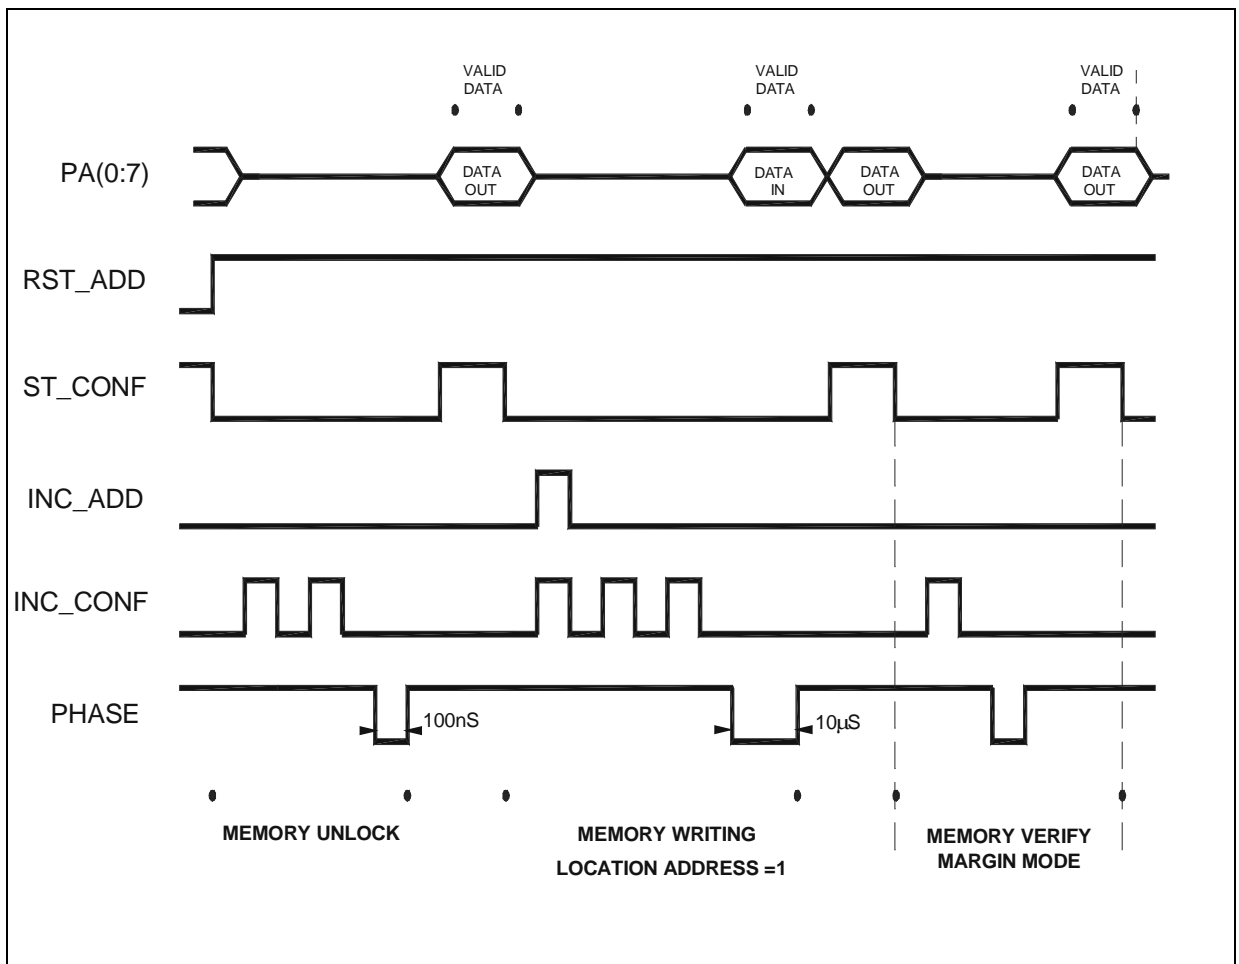 VALID
DATA
VALID
DATA
VALID
DATA
PA(0:7)
DATA
OUT
DATA
IN
DATA
OUT
DATA
OUT
RST_ADD
ST_CONF
INC_ADD
INC_CONF
PHASE
100nS
10µS
MEMORY UNLOCK
MEMORY WRITING
LOCATION ADDRESS =1
MEMORY VERIFY
MARGIN MODE